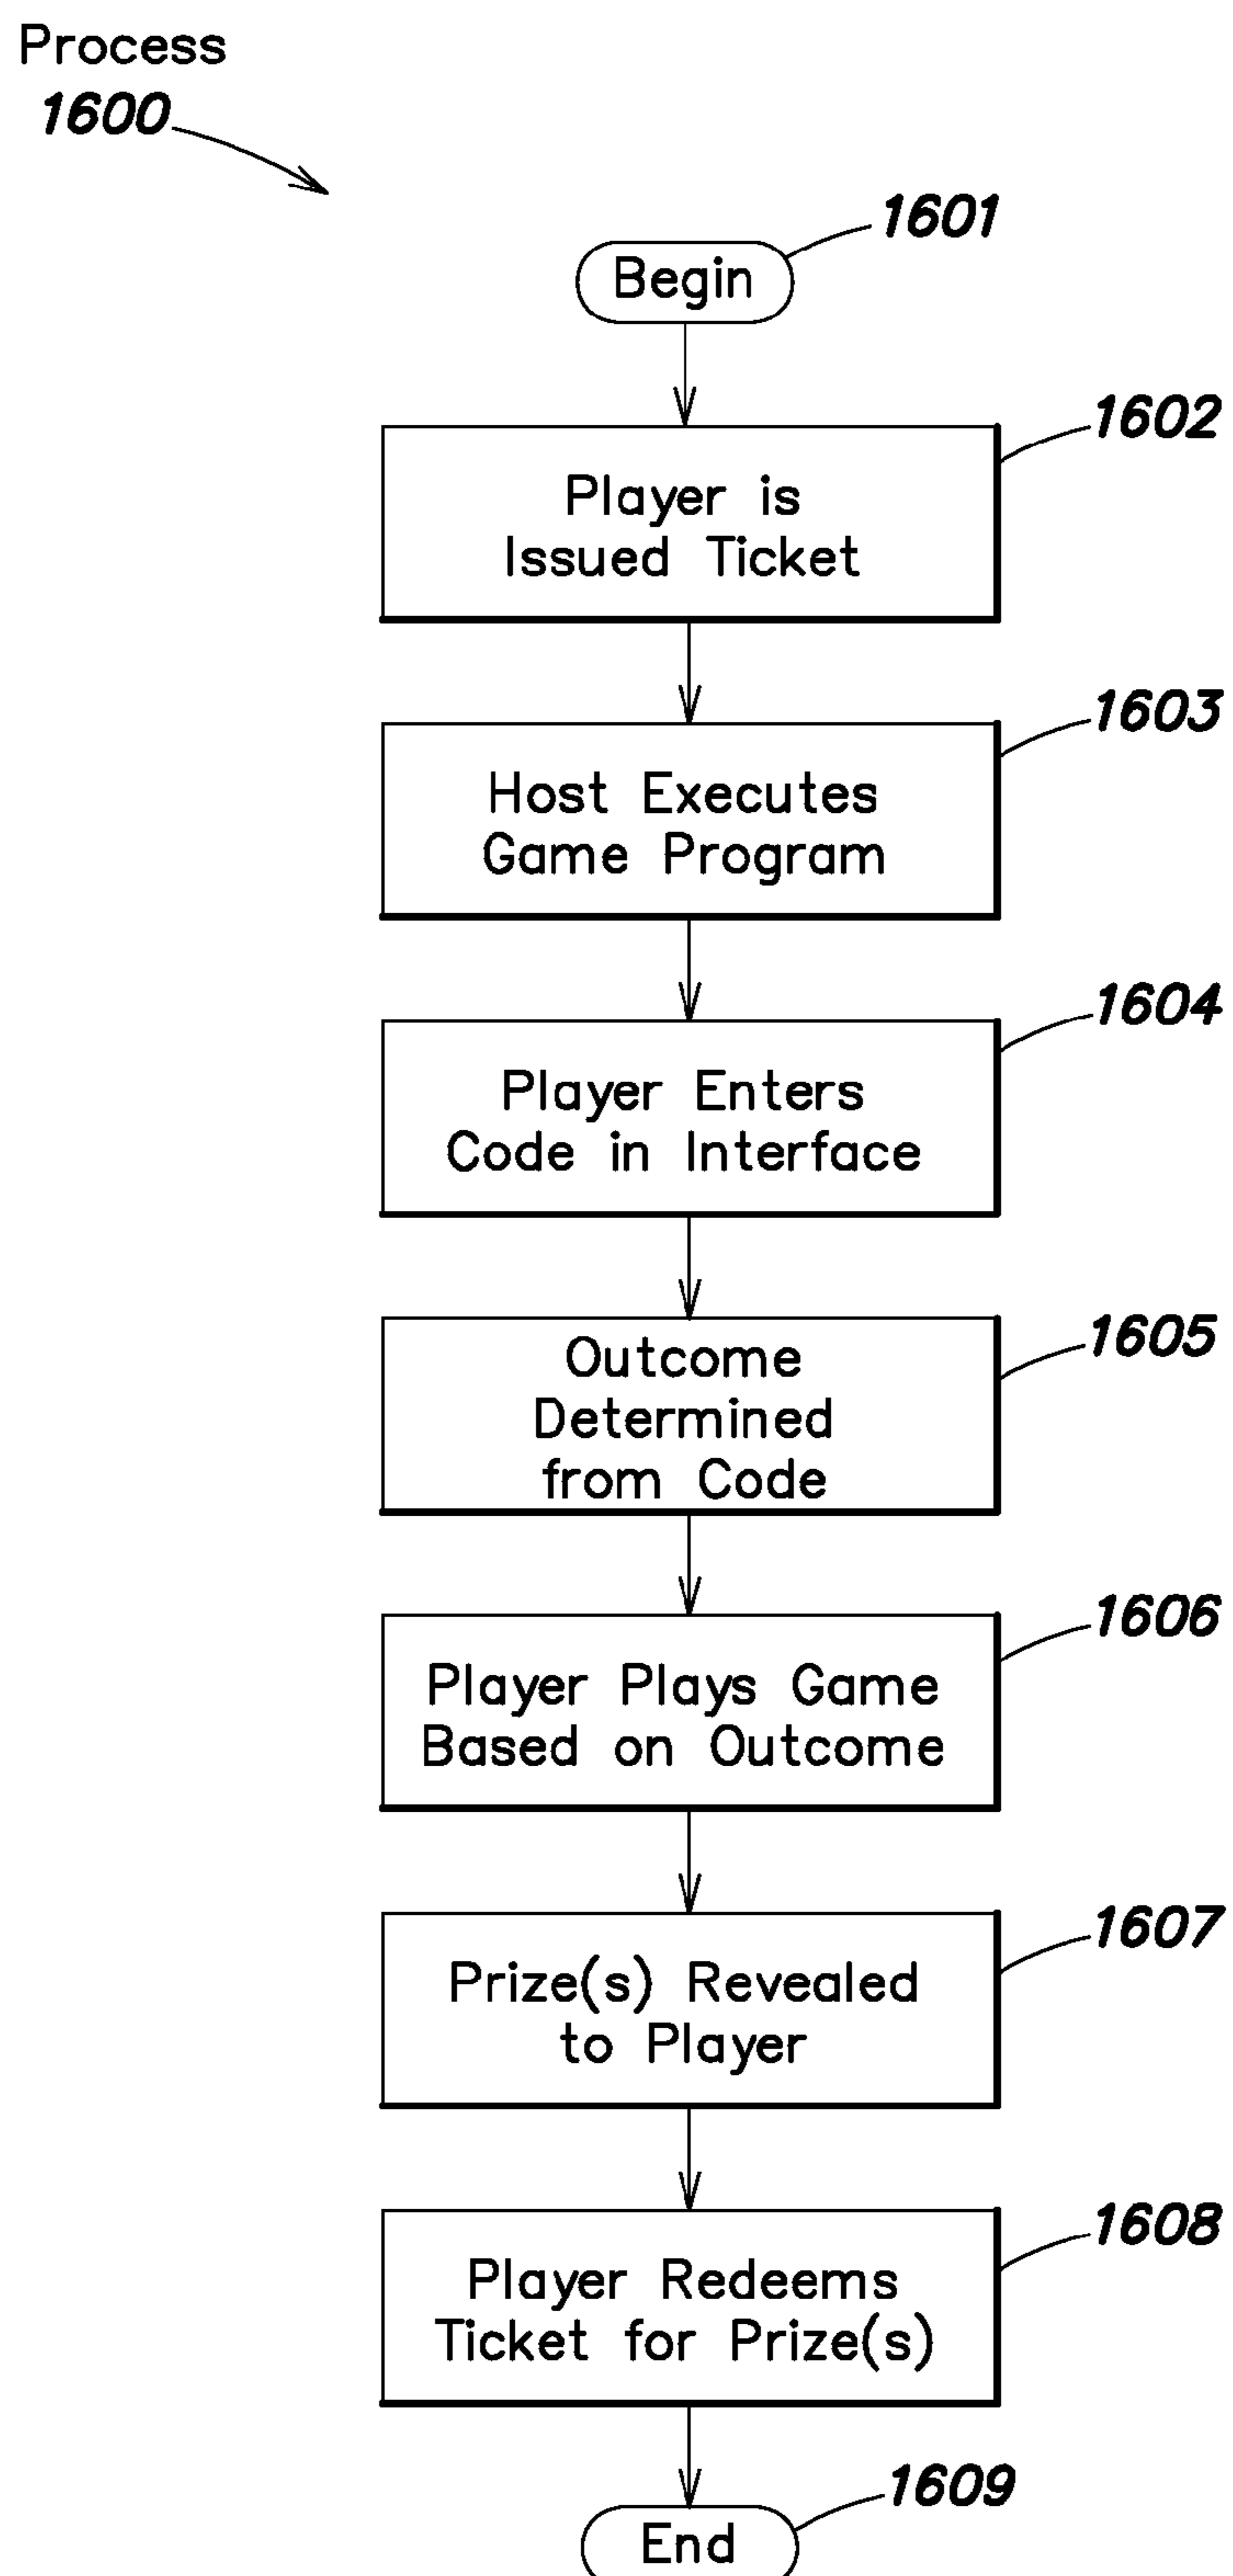 Process
1600
1601
Begin
1602
Player is
Issued Ticket
1603
Host Executes
Game Program
1604
Player Enters
Code in Interface
1605
Outcome
Determined
from Code
1606
Player Plays Game
Based on Outcome
1607
Prize(s) Revealed
to Player
1608
Player Redeems
Ticket for Prize(s)
1609
End